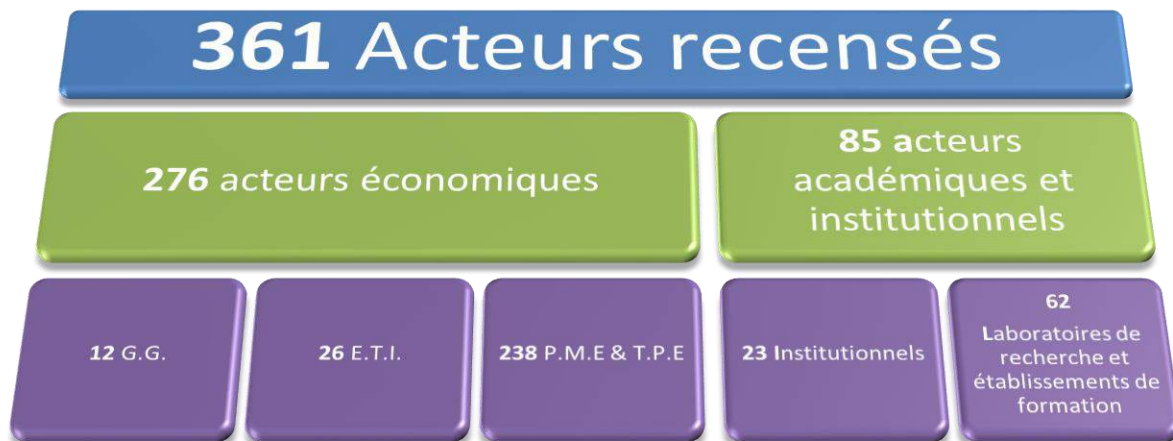 361 Acteurs recensés
276 acteurs économiques
85 acteurs
académiques et
institutionnels
12 G.G.
26 E.T.I.
238 P.M.E & T.P.E
23 Institutionnels
62
Laboratoires de
recherche et
établissements de
formation